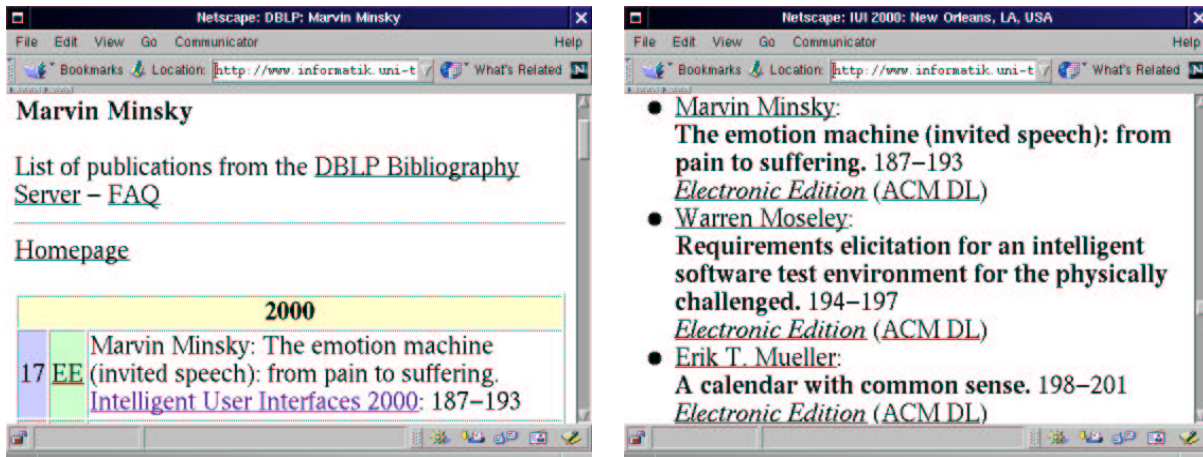 Netscape: DBLP: Marvin Minsky
File Edit View Go Communicator Help
Bookmarks Location: http://www.informatik.uni-t What's Related N
Marvin Minsky
List of publications from the DBLP Bibliography
Server – FAQ
Homepage
2000
17 EE Marvin Minsky: The emotion machine
(invited speech): from pain to suffering.
Intelligent User Interfaces 2000: 187–193
Netscape: IUI 2000: New Orleans, LA, USA
File Edit View Go Communicator Help
Bookmarks Location: http://www.informatik.uni-t What's Related N
• Marvin Minsky:
The emotion machine (invited speech): from
pain to suffering. 187–193
Electronic Edition (ACM DL)
• Warren Moseley:
Requirements elicitation for an intelligent
software test environment for the physically
challenged. 194–197
Electronic Edition (ACM DL)
• Erik T. Mueller:
A calendar with common sense. 198–201
Electronic Edition (ACM DL)